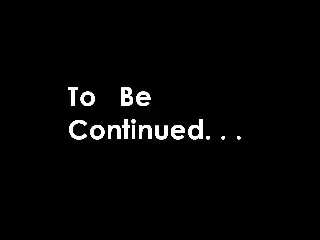 To Be
Continued. . .